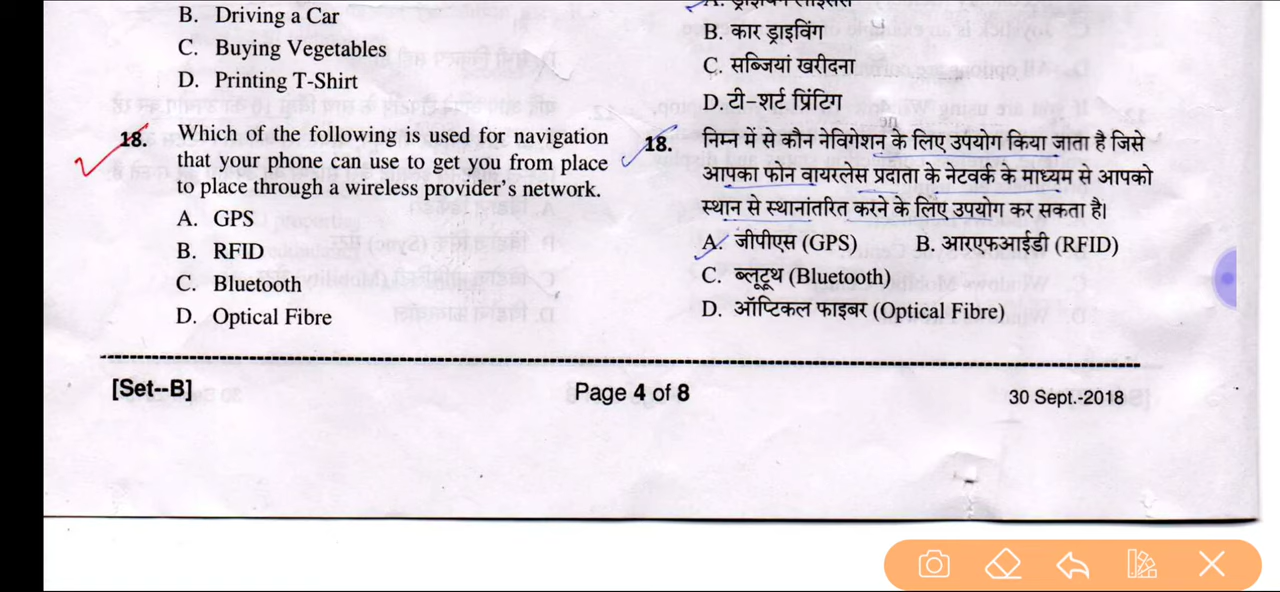 B. Driving a Car
C. Buying Vegetables
D. Printing T-Shirt
18. Which of the following is used for navigation
that your phone can use to get you from place
to place through a wireless provider's network.
A. GPS
B. RFID
C. Bluetooth
D. Optical Fibre
A. ड्राइविंग लाइसेंस
B. कार ड्राइविंग
C. सब्जियां खरीदना
D. टी-शर्ट प्रिंटिग
18. निम्न में से कौन नेविगेशन के लिए उपयोग किया जाता है जिसे
आपका फोन वायरलेस प्रदाता के नेटवर्क के माध्यम से आपको
स्थान से स्थानांतरित करने के लिए उपयोग कर सकता है।
A. जीपीएस (GPS) B. आरएफआईडी (RFID)
C. ब्लूटूथ (Bluetooth)
D. ऑप्टिकल फाइबर (Optical Fibre)
[Set--B] Page 4 of 8 30 Sept.-2018